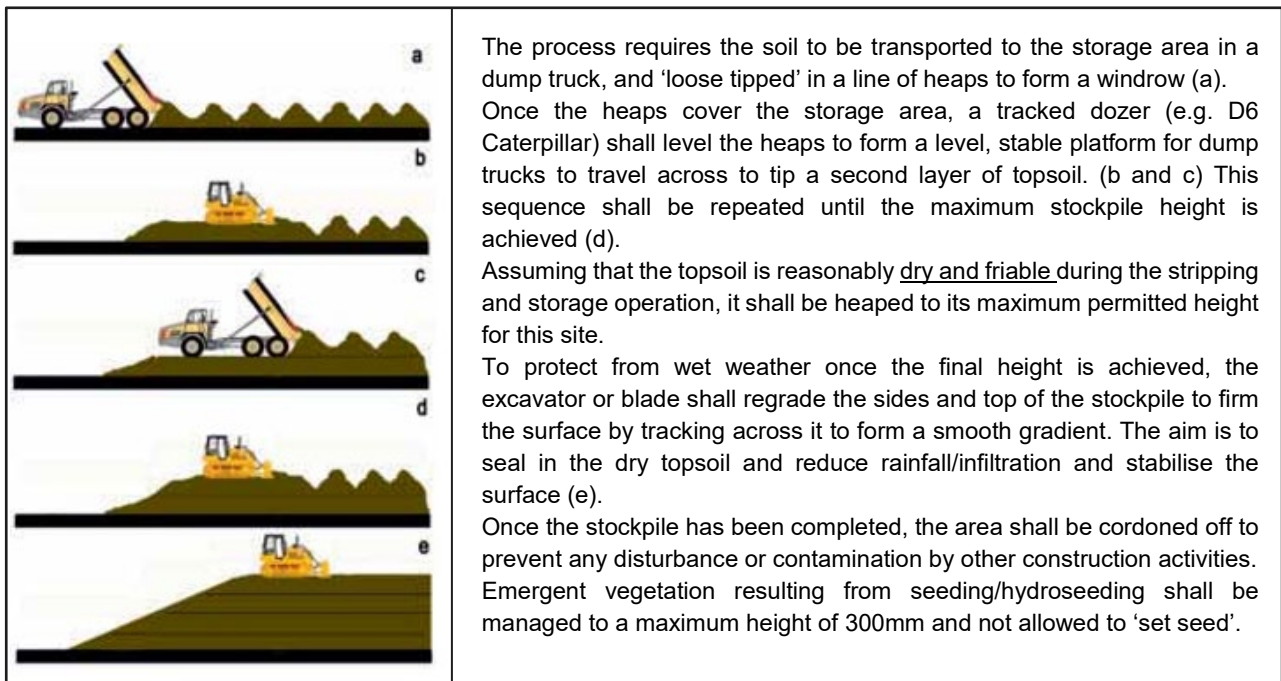 a
b
c
d
e
The process requires the soil to be transported to the storage area in a
dump truck, and ‘loose tipped’ in a line of heaps to form a windrow (a).
Once the heaps cover the storage area, a tracked dozer (e.g. D6
Caterpillar) shall level the heaps to form a level, stable platform for dump
trucks to travel across to tip a second layer of topsoil. (b and c) This
sequence shall be repeated until the maximum stockpile height is
achieved (d).
Assuming that the topsoil is reasonably dry and friable during the stripping
and storage operation, it shall be heaped to its maximum permitted height
for this site.
To protect from wet weather once the final height is achieved, the
excavator or blade shall regrade the sides and top of the stockpile to firm
the surface by tracking across it to form a smooth gradient. The aim is to
seal in the dry topsoil and reduce rainfall/infiltration and stabilise the
surface (e).
Once the stockpile has been completed, the area shall be cordoned off to
prevent any disturbance or contamination by other construction activities.
Emergent vegetation resulting from seeding/hydroseeding shall be
managed to a maximum height of 300mm and not allowed to ‘set seed’.